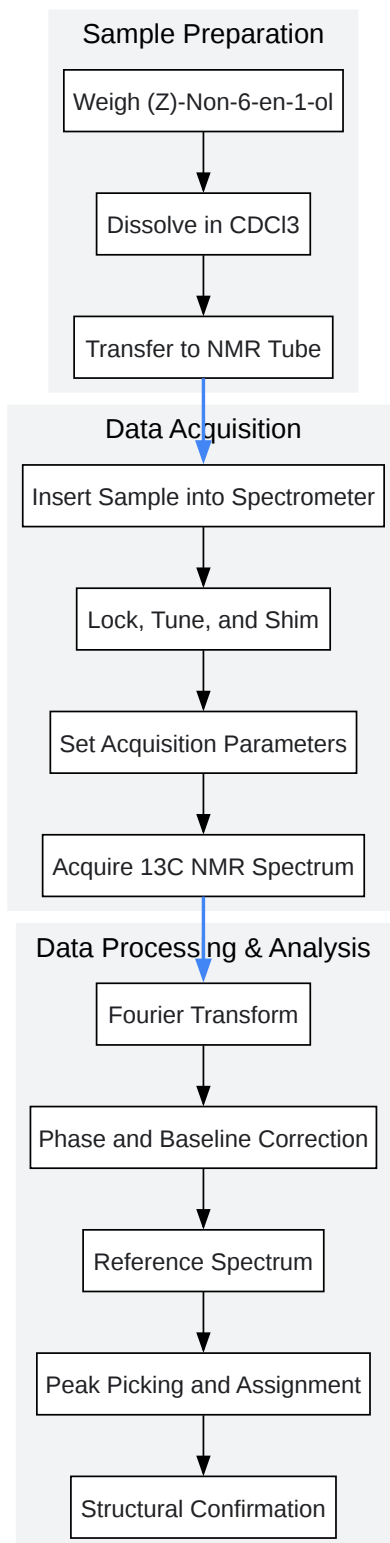 Sample Preparation
Weigh (Z)-Non-6-en-1-ol
Dissolve in CDCl3
Transfer to NMR Tube
Data Acquisition
Insert Sample into Spectrometer
Lock, Tune, and Shim
Set Acquisition Parameters
Acquire 13C NMR Spectrum
Data Processing & Analysis
Fourier Transform
Phase and Baseline Correction
Reference Spectrum
Peak Picking and Assignment
Structural Confirmation